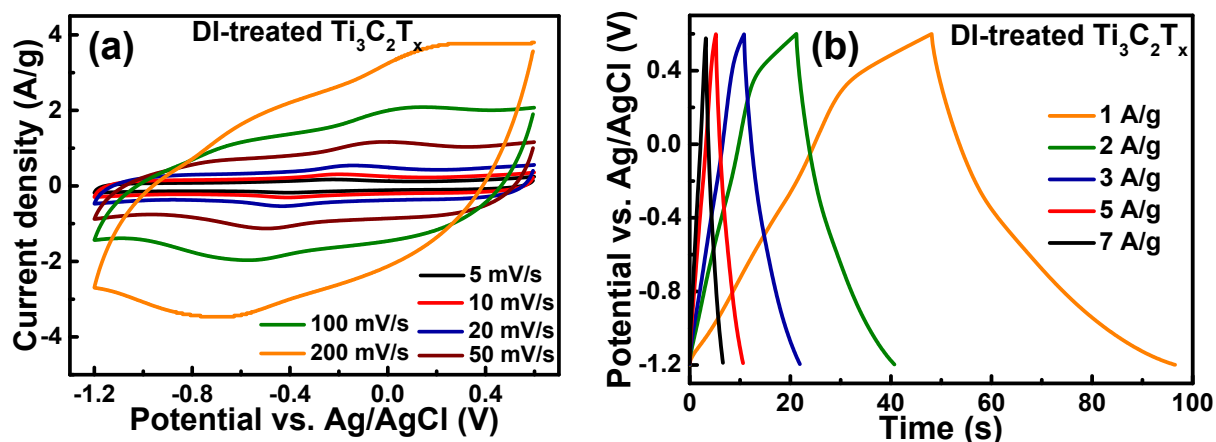 (a)
DI-treated Ti₃C₂Tₓ
Current density (A/g)
4
2
0
-2
-4
5 mV/s
10 mV/s
20 mV/s
50 mV/s
100 mV/s
200 mV/s
-1.2 -0.8 -0.4 0.0 0.4
Potential vs. Ag/AgCl (V)
(b)
DI-treated Ti₃C₂Tₓ
Potential vs. Ag/AgCl (V)
0.4
0.0
-0.4
-0.8
-1.2
1 A/g
2 A/g
3 A/g
5 A/g
7 A/g
0 20 40 60 80 100
Time (s)